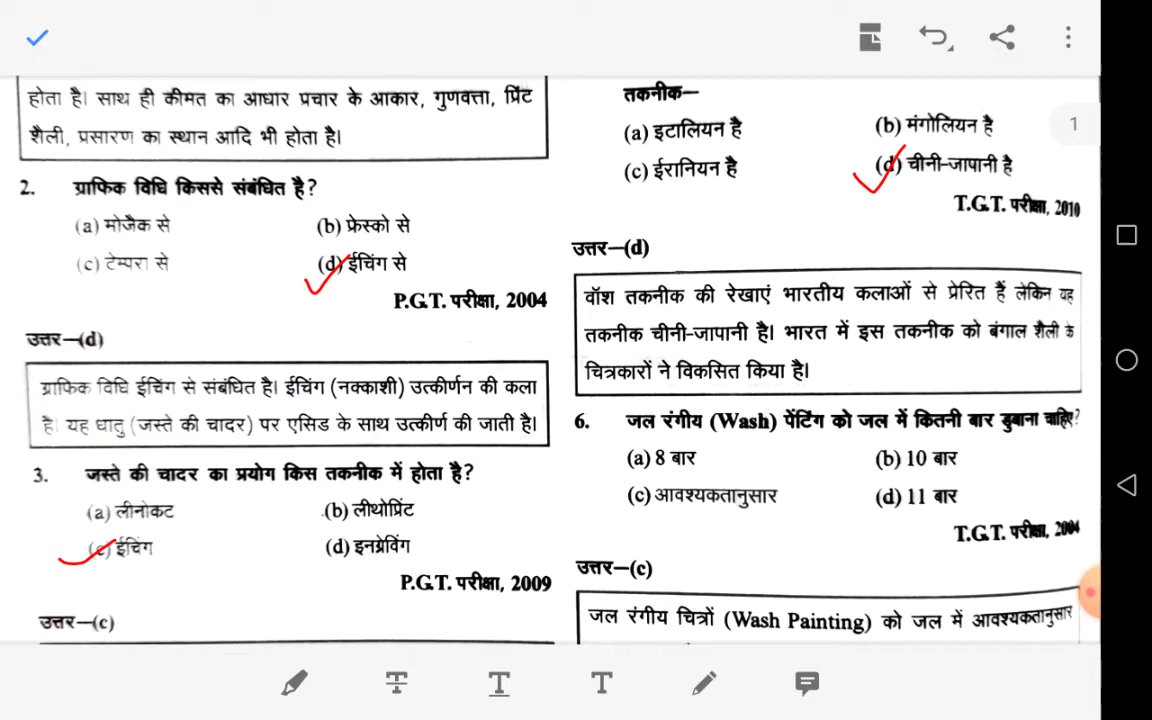 होता है। साथ ही कीमत का आधार प्रचार के आकार, गुणवत्ता, प्रिंट
शैली, प्रसारण का स्थान आदि भी होता है।
2. ग्राफिक विधि किससे संबंधित है?
(a) मोजैक से (b) फ्रेस्को से
(c) टेम्परा से (d) ईचिंग से
P.G.T. परीक्षा, 2004
उत्तर—(d)
ग्राफिक विधि ईचिंग से संबंधित है। ईचिंग (नक्काशी) उत्कीर्णन की कला
है। यह धातु (जस्ते की चादर) पर एसिड के साथ उत्कीर्ण की जाती है।
3. जस्ते की चादर का प्रयोग किस तकनीक में होता है?
(a) लीनोकट (b) लीथोप्रिंट
(c) ईचिंग (d) इनग्रेविंग
P.G.T. परीक्षा, 2009
उत्तर—(c)
तकनीक—
(a) इटालियन है (b) मंगोलियन है
(c) ईरानियन है (d) चीनी-जापानी है
T.G.T. परीक्षा, 2010
उत्तर—(d)
वॉश तकनीक की रेखाएं भारतीय कलाओं से प्रेरित हैं लेकिन यह
तकनीक चीनी-जापानी है। भारत में इस तकनीक को बंगाल शैली के
चित्रकारों ने विकसित किया है।
6. जल रंगीय (Wash) पेंटिंग को जल में कितनी बार डुबाना चाहिए?
(a) 8 बार (b) 10 बार
(c) आवश्यकतानुसार (d) 11 बार
T.G.T. परीक्षा, 2004
उत्तर—(c)
जल रंगीय चित्रों (Wash Painting) को जल में आवश्यकतानुसार
1
T T T